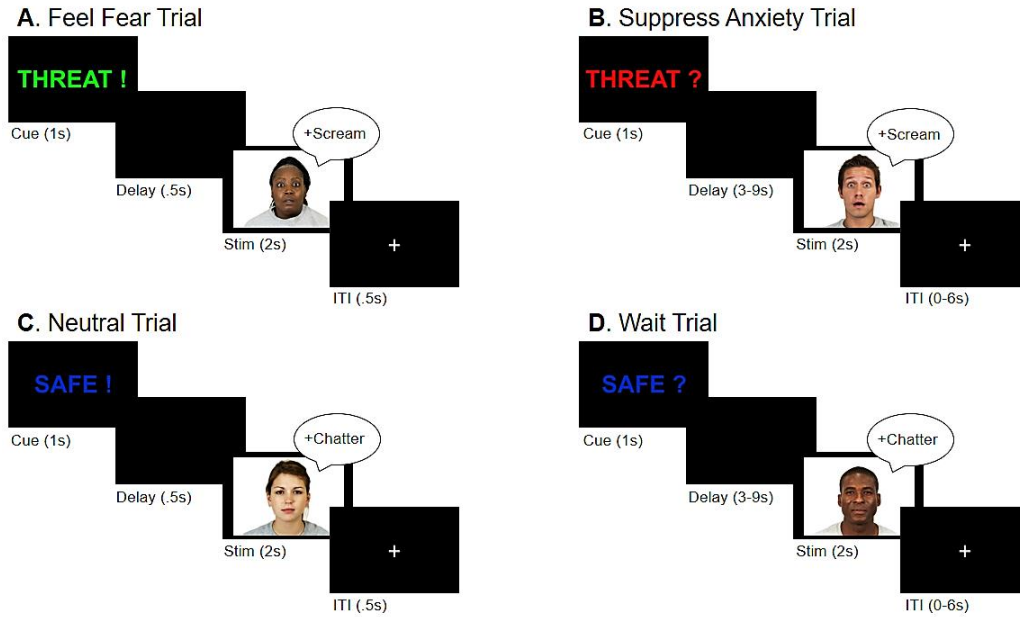 A. Feel Fear Trial
THREAT !
Cue (1s)
Delay (.5s)
+Scream
Stim (2s)
+
ITI (.5s)
B. Suppress Anxiety Trial
THREAT ?
Cue (1s)
Delay (3-9s)
+Scream
Stim (2s)
+
ITI (0-6s)
C. Neutral Trial
SAFE !
Cue (1s)
Delay (.5s)
+Chatter
Stim (2s)
+
ITI (.5s)
D. Wait Trial
SAFE ?
Cue (1s)
Delay (3-9s)
+Chatter
Stim (2s)
+
ITI (0-6s)